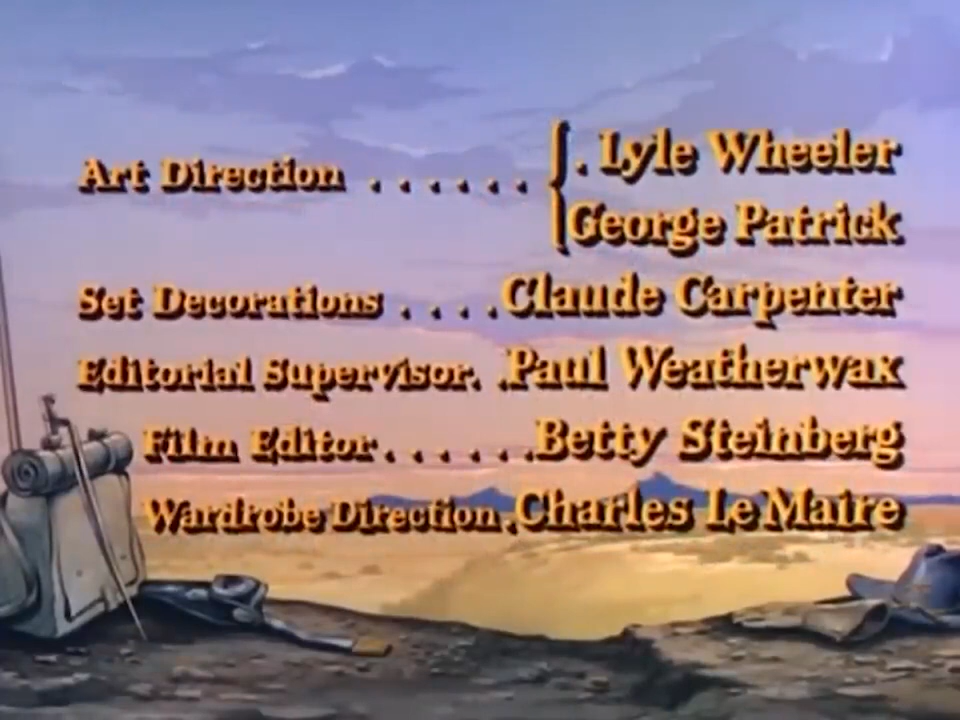 Art Direction ...... { . Lyle Wheeler
George Patrick
Set Decorations .... Claude Carpenter
Editorial Supervisor. .Paul Weatherwax
Film Editor......Betty Steinberg
Wardrobe Direction.Charles Le Maire